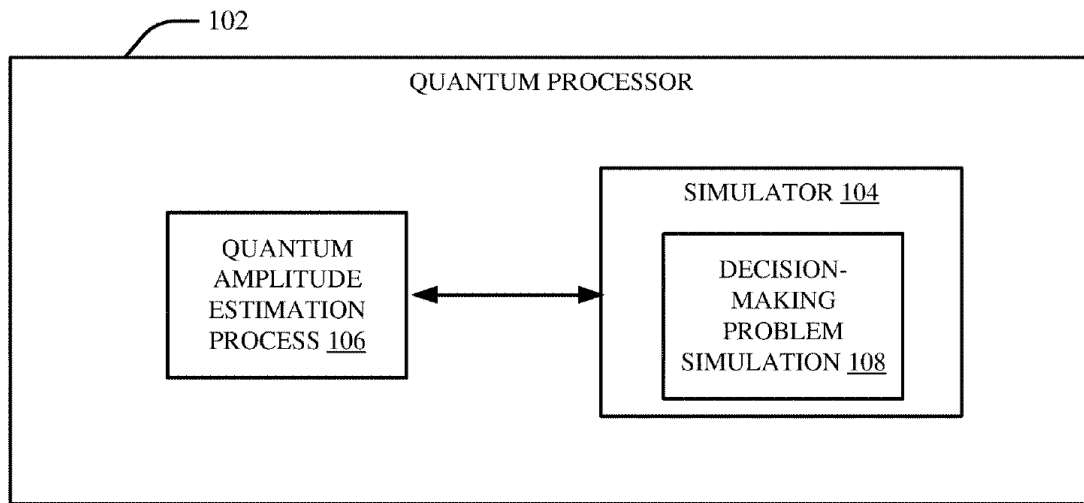 102
QUANTUM PROCESSOR
QUANTUM
AMPLITUDE
ESTIMATION
PROCESS 106
SIMULATOR 104
DECISION-
MAKING
PROBLEM
SIMULATION 108